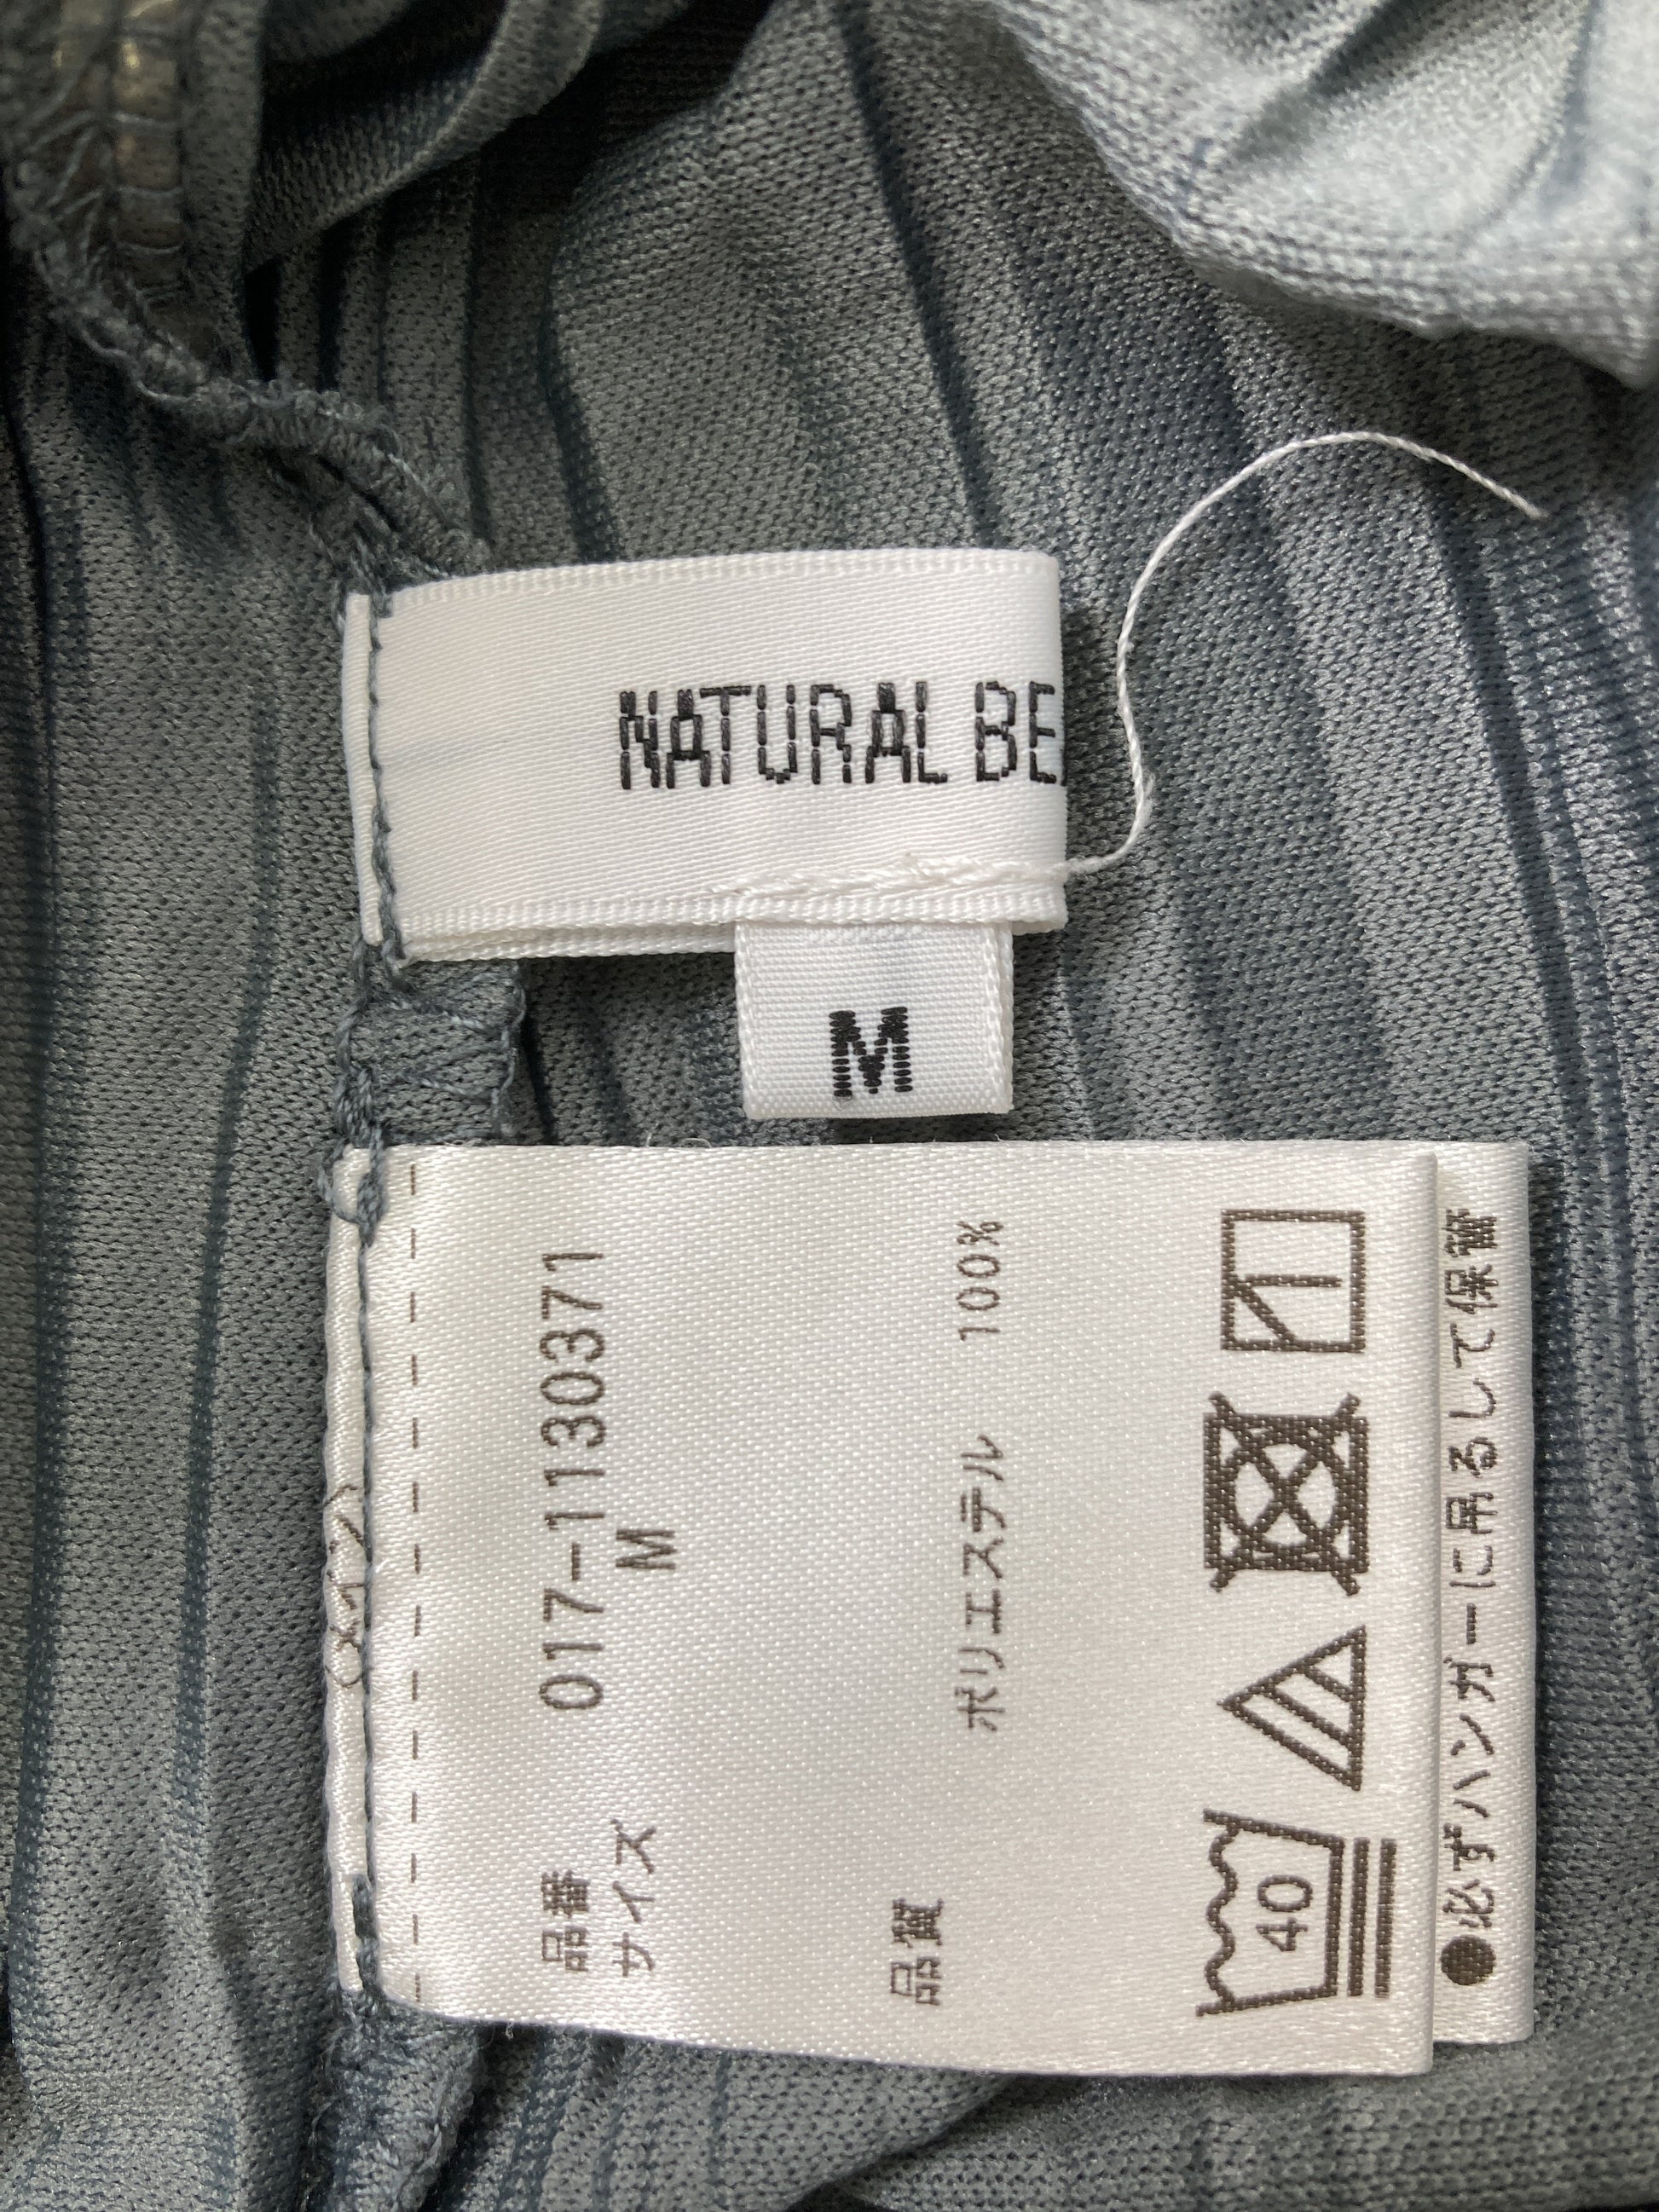 NATURAL BE
M
品番 017-1130371
サイズ M
品質
ポリエステル 100%
40
●必ずハンガーに吊るして保管